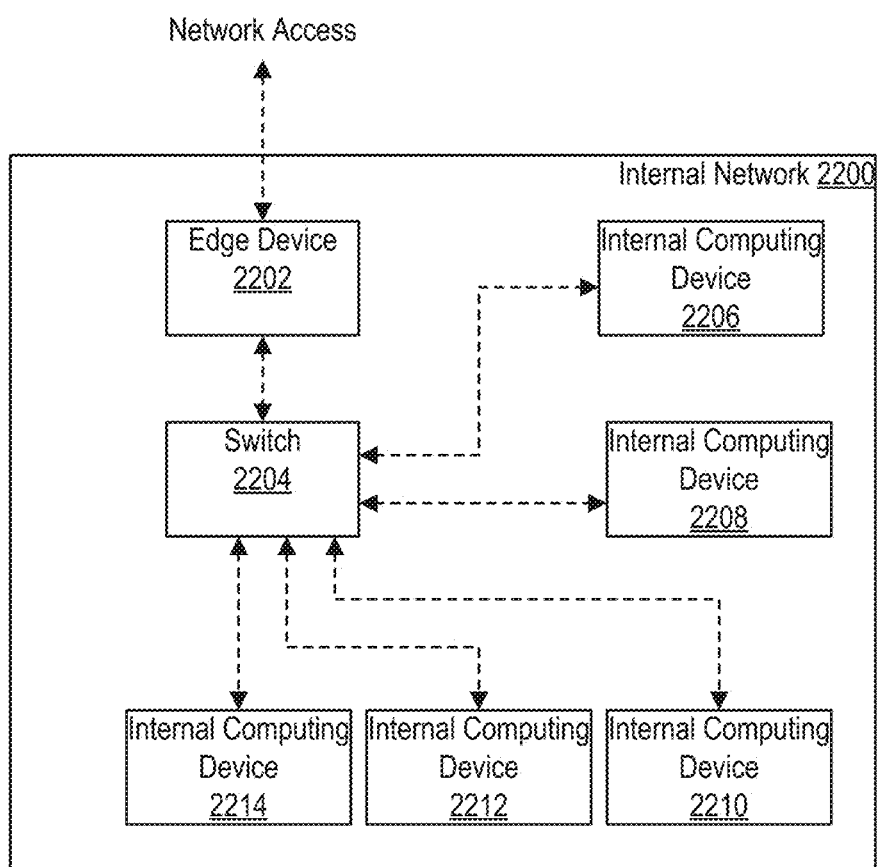 Network Access
Internal Network 2200
Edge Device
2202
Internal Computing
Device
2206
Switch
2204
Internal Computing
Device
2208
Internal Computing
Device
2214
Internal Computing
Device
2212
Internal Computing
Device
2210